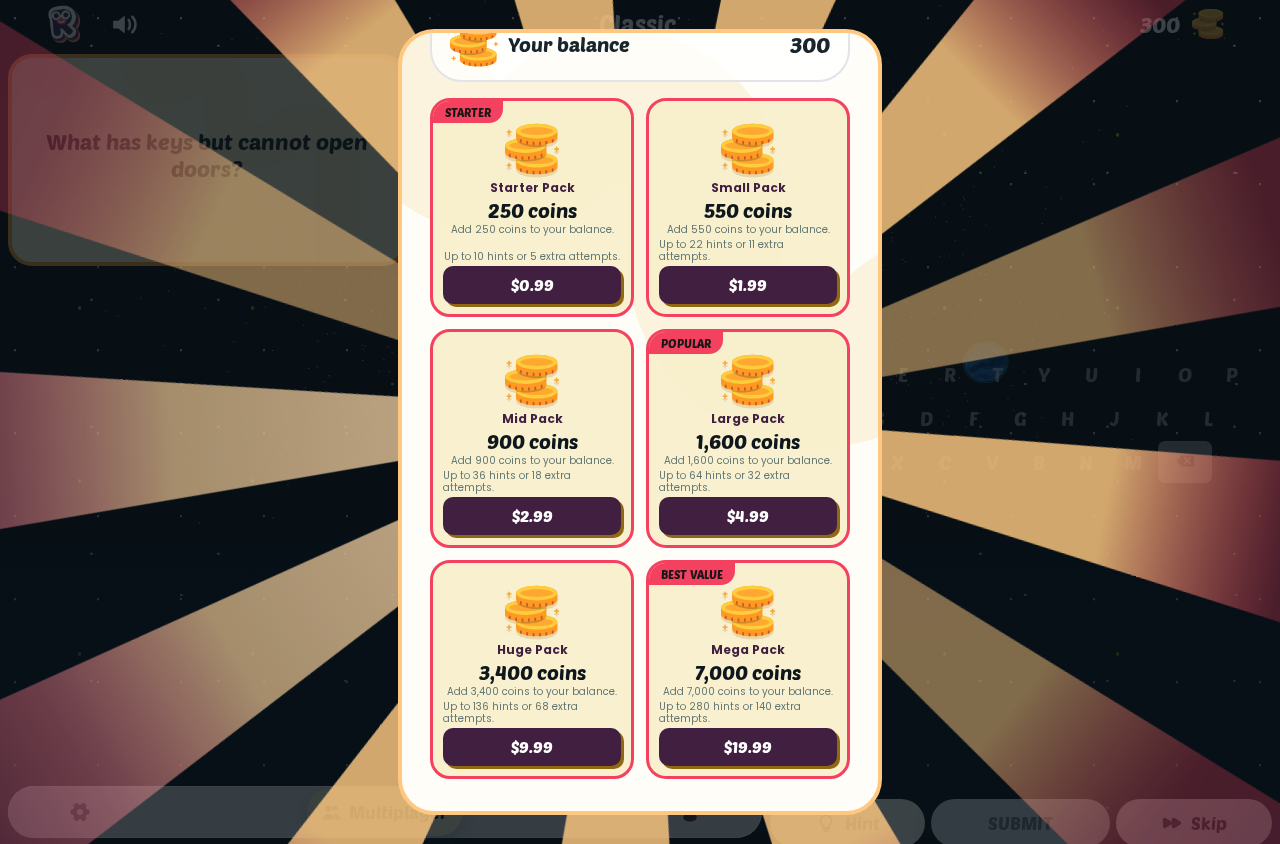 Classic
300
What has keys but cannot open
doors?
Your balance
300
STARTER
Starter Pack
250 coins
Add 250 coins to your balance.
Up to 10 hints or 5 extra attempts.
$0.99
Small Pack
550 coins
Add 550 coins to your balance.
Up to 22 hints or 11 extra
attempts.
$1.99
Mid Pack
900 coins
Add 900 coins to your balance.
Up to 36 hints or 18 extra
attempts.
$2.99
POPULAR
Large Pack
1,600 coins
Add 1,600 coins to your balance.
Up to 64 hints or 32 extra
attempts.
$4.99
Huge Pack
3,400 coins
Add 3,400 coins to your balance.
Up to 136 hints or 68 extra
attempts.
$9.99
BEST VALUE
Mega Pack
7,000 coins
Add 7,000 coins to your balance.
Up to 280 hints or 140 extra
attempts.
$19.99
E R T Y U I O P
D F G H J K L
X C V B N M
Multiplayer
Hint
SUBMIT
Skip